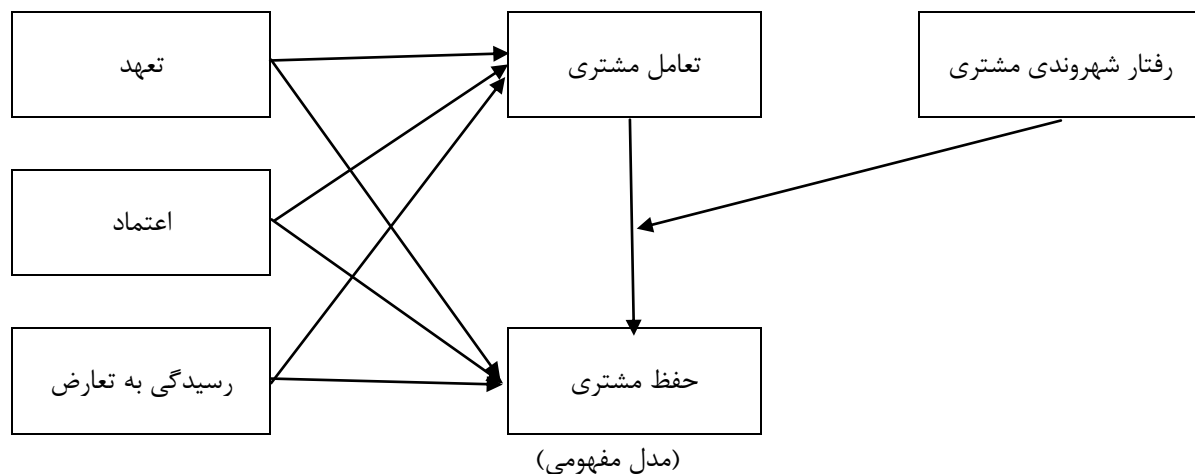 تعهد
تعامل مشتری
رفتار شهروندی مشتری
اعتماد
رسیدگی به تعارض
حفظ مشتری
(مدل مفهومی)